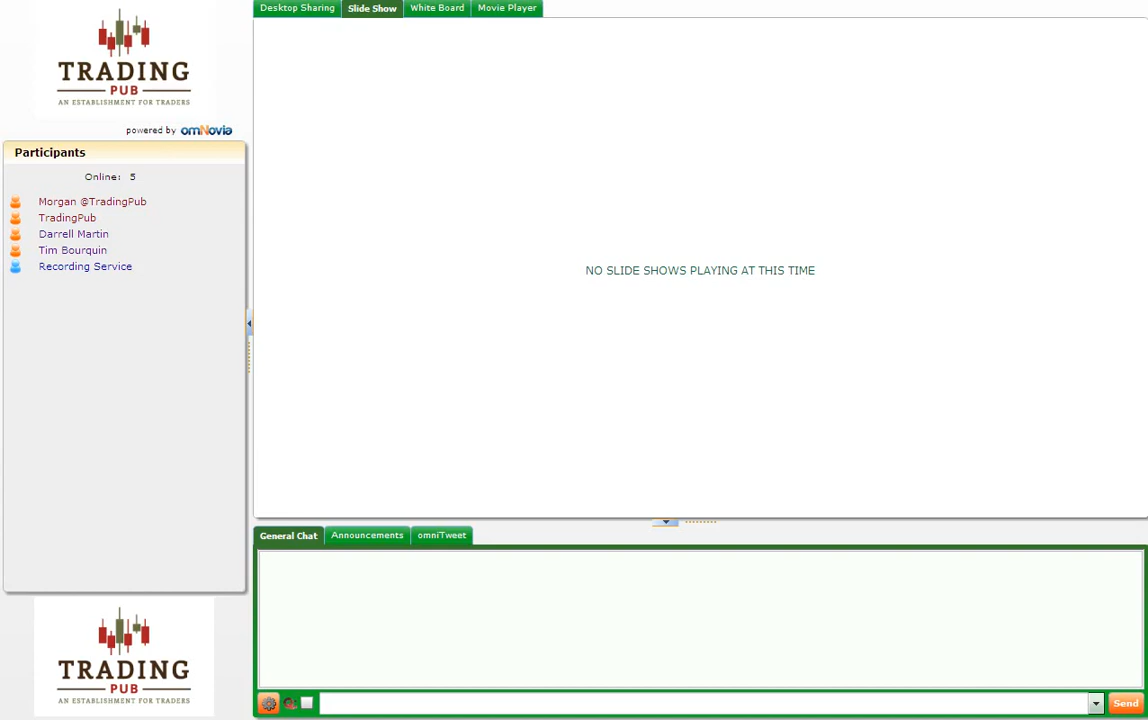 TRADING
PUB
AN ESTABLISHMENT FOR TRADERS
powered by omNovia
Participants
Online: 5
Morgan @TradingPub
TradingPub
Darrell Martin
Tim Bourquin
Recording Service
Desktop Sharing Slide Show White Board Movie Player
NO SLIDE SHOWS PLAYING AT THIS TIME
General Chat Announcements omniTweet
Send
TRADING
PUB
AN ESTABLISHMENT FOR TRADERS